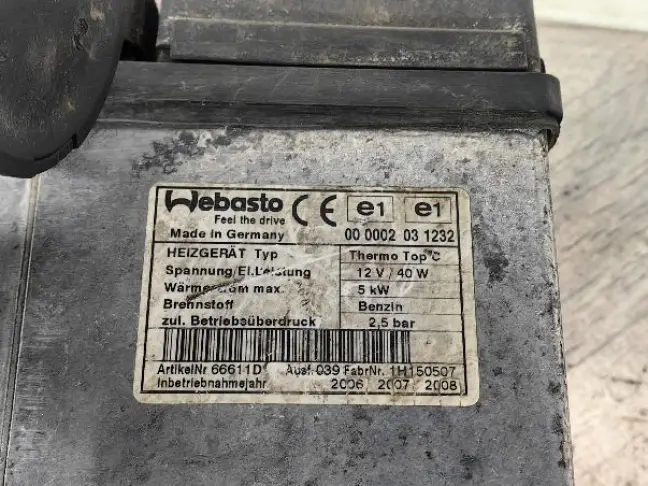 Webasto
Feel the drive
CE e1 e1
Made in Germany 00 0002 03 1232
HEIZGERÄT Typ Thermo Top C
Spannung/El.Leistung 12 V / 40 W
Wärmestrom max. 5 kW
Brennstoff Benzin
zul. Betriebsüberdruck 2,5 bar
ArtikelNr 66611D Ausf. 039 FabrNr. 1H150507
Inbetriebnahmejahr 2006 2007 2008